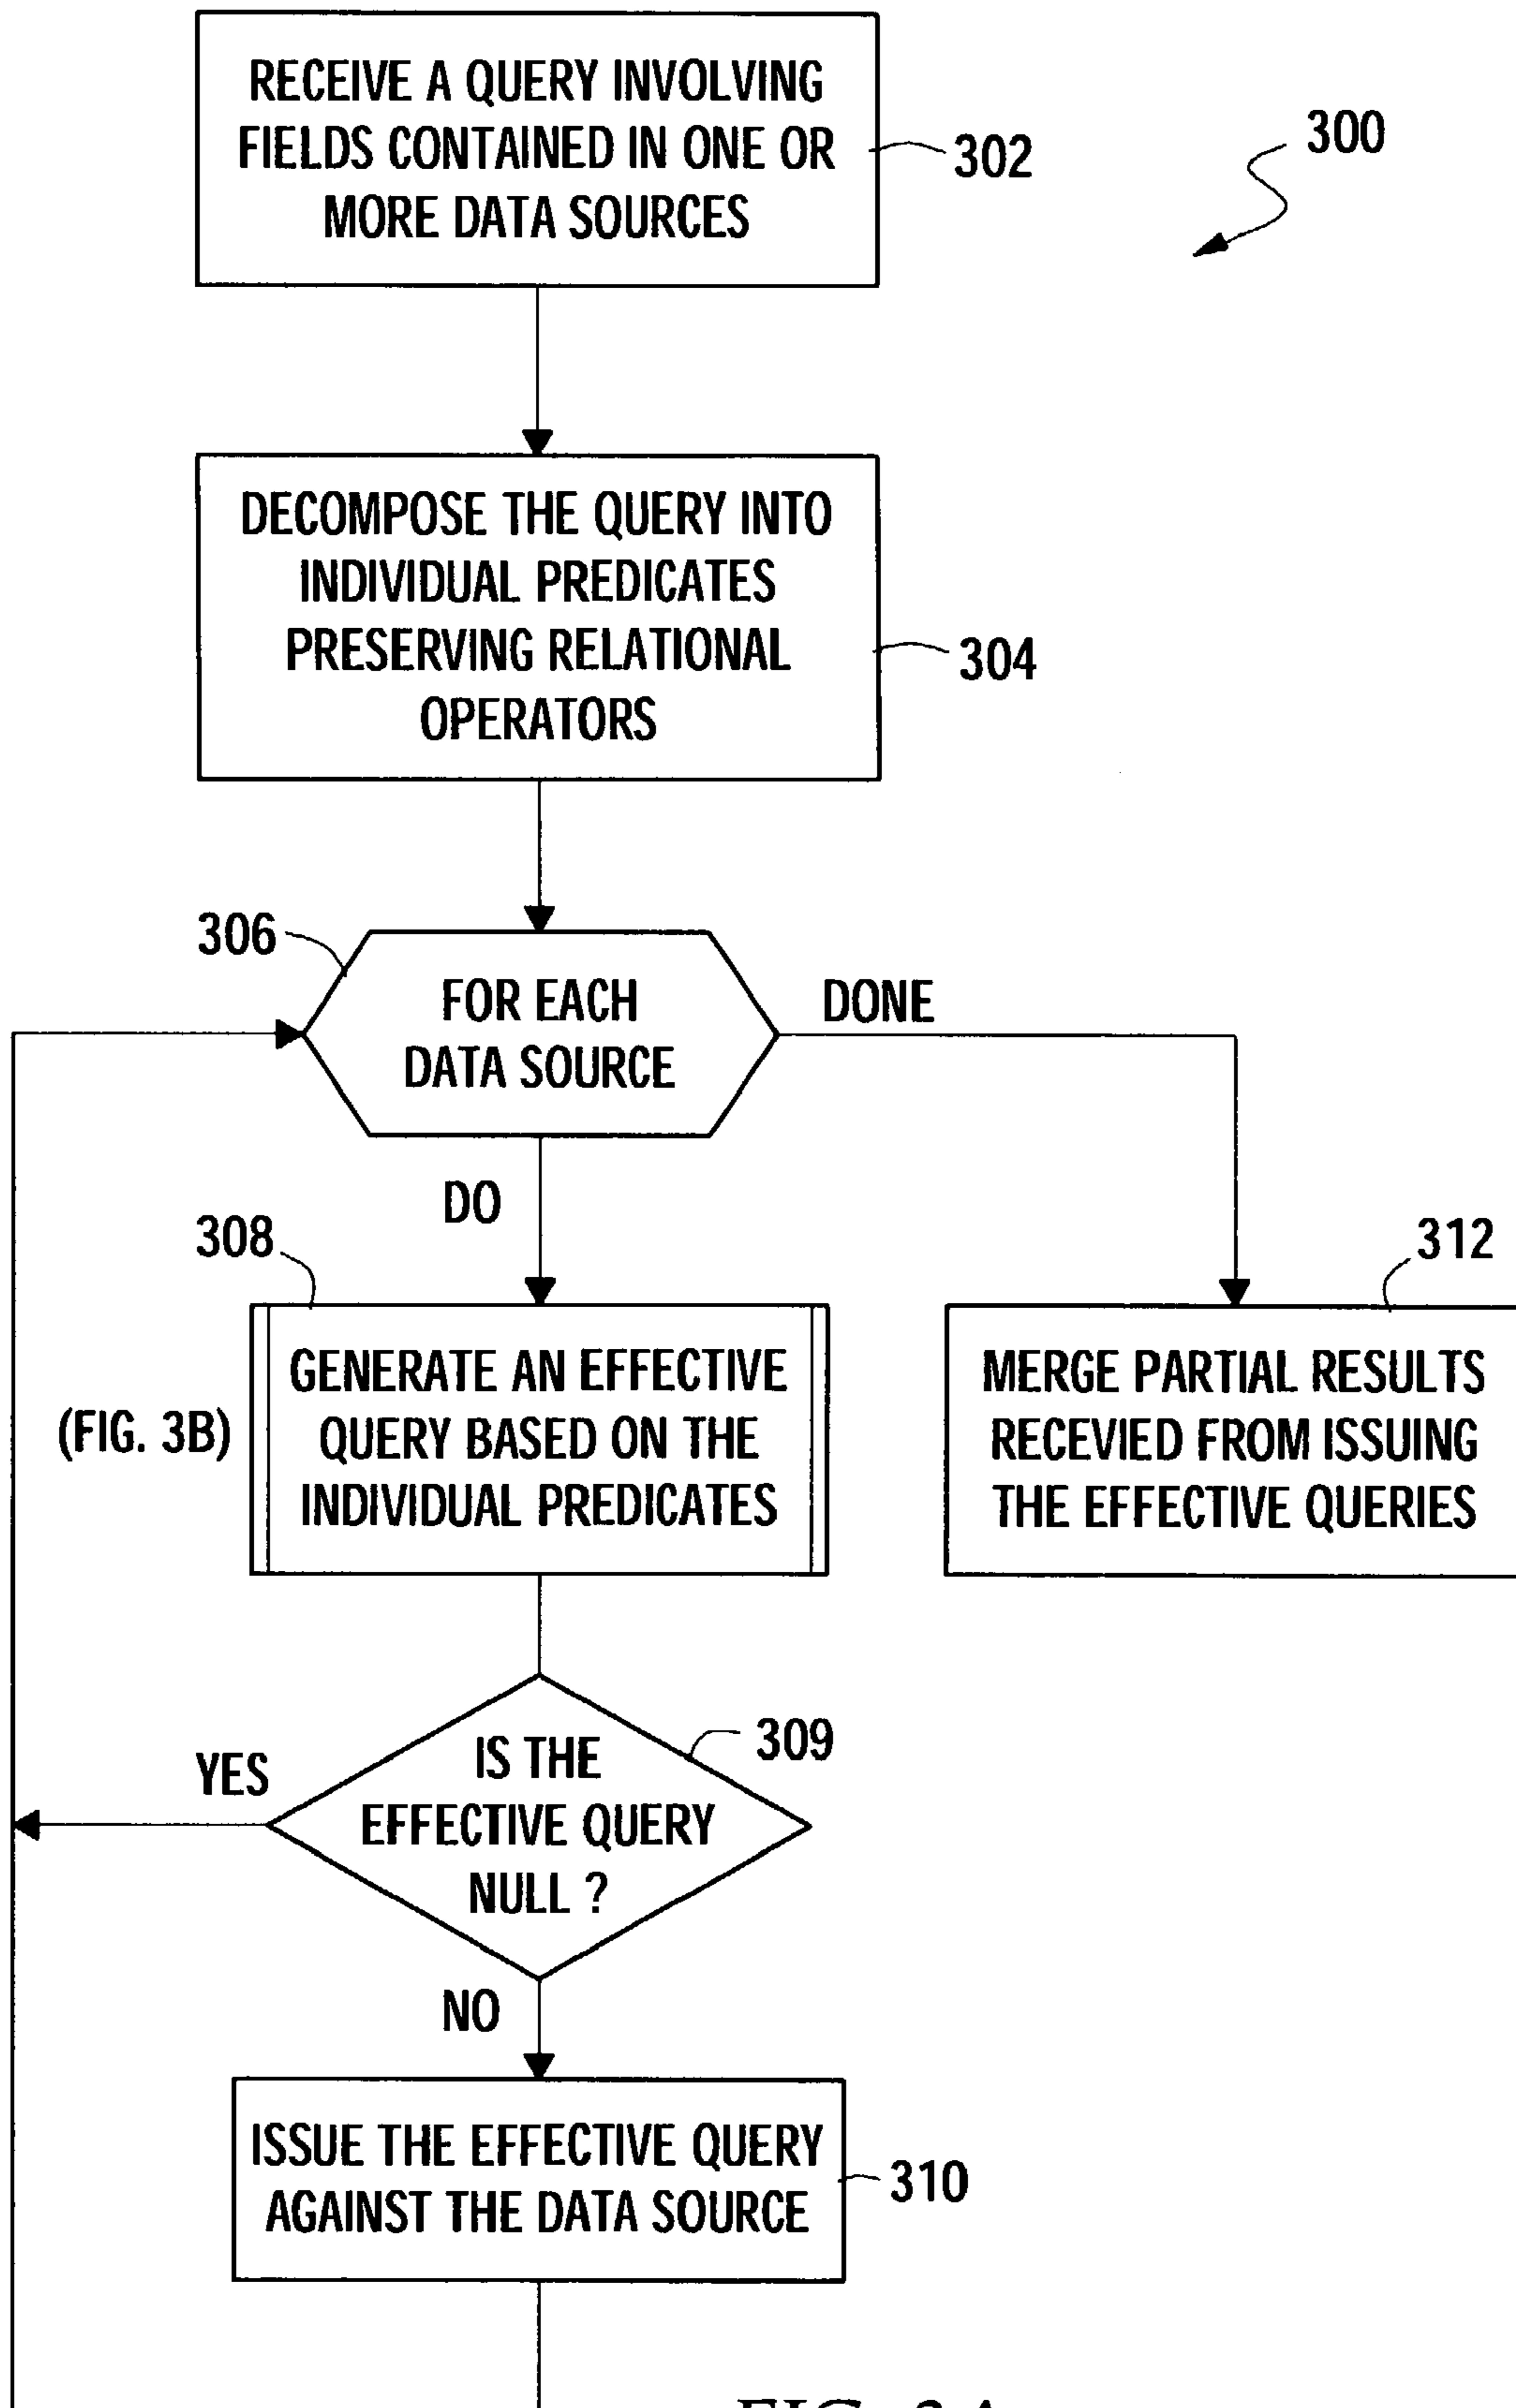 RECEIVE A QUERY INVOLVING
FIELDS CONTAINED IN ONE OR
MORE DATA SOURCES
302
300
DECOMPOSE THE QUERY INTO
INDIVIDUAL PREDICATES
PRESERVING RELATIONAL
OPERATORS
304
306
FOR EACH
DATA SOURCE
DONE
DO
308
312
(FIG. 3B)
GENERATE AN EFFECTIVE
QUERY BASED ON THE
INDIVIDUAL PREDICATES
MERGE PARTIAL RESULTS
RECEVIED FROM ISSUING
THE EFFECTIVE QUERIES
309
YES
IS THE
EFFECTIVE QUERY
NULL ?
NO
ISSUE THE EFFECTIVE QUERY
AGAINST THE DATA SOURCE
310